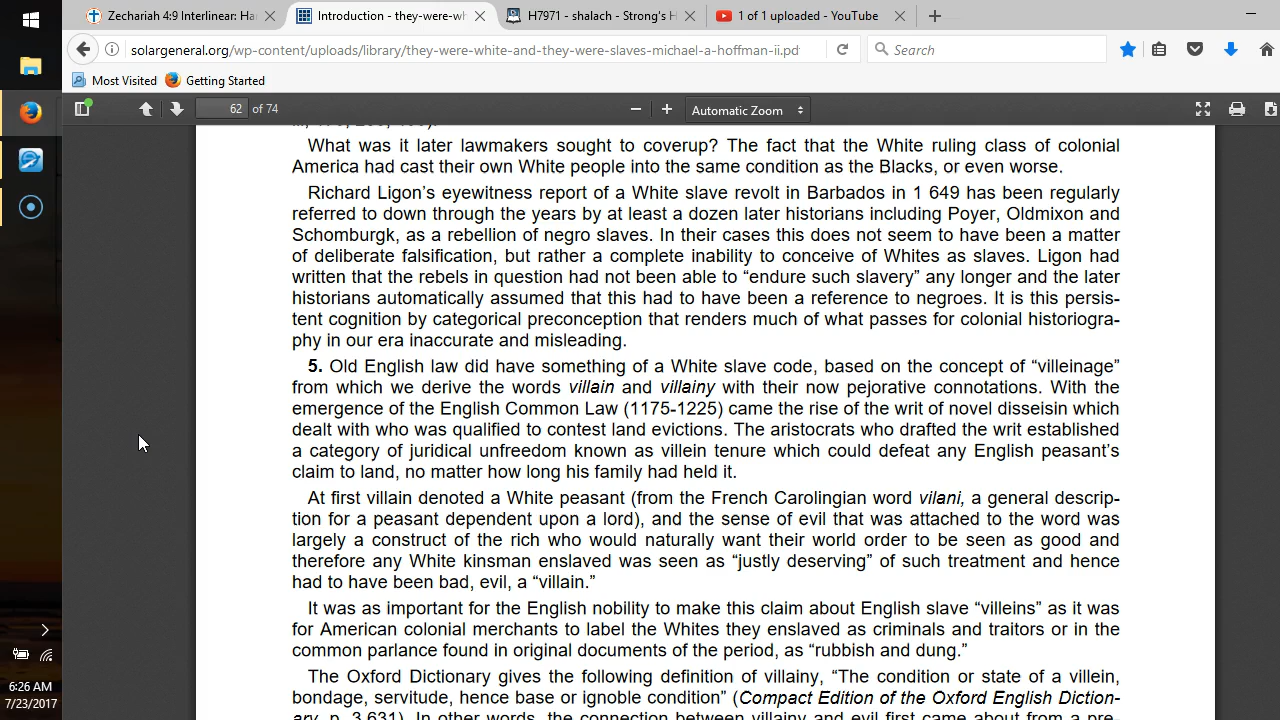 Zechariah 4:9 Interlinear: Ha
Introduction - they-were-wh
H7971 - shalach - Strong's H
1 of 1 uploaded - YouTube
solargeneral.org/wp-content/uploads/library/they-were-white-and-they-were-slaves-michael-a-hoffman-ii.pd
Search
Most Visited
Getting Started
62 of 74
Automatic Zoom
What was it later lawmakers sought to coverup? The fact that the White ruling class of colonial
America had cast their own White people into the same condition as the Blacks, or even worse.
Richard Ligon's eyewitness report of a White slave revolt in Barbados in 1 649 has been regularly
referred to down through the years by at least a dozen later historians including Poyer, Oldmixon and
Schomburgk, as a rebellion of negro slaves. In their cases this does not seem to have been a matter
of deliberate falsification, but rather a complete inability to conceive of Whites as slaves. Ligon had
written that the rebels in question had not been able to “endure such slavery” any longer and the later
historians automatically assumed that this had to have been a reference to negroes. It is this persis-
tent cognition by categorical preconception that renders much of what passes for colonial historiogra-
phy in our era inaccurate and misleading.
5. Old English law did have something of a White slave code, based on the concept of “villeinage”
from which we derive the words villain and villainy with their now pejorative connotations. With the
emergence of the English Common Law (1175-1225) came the rise of the writ of novel disseisin which
dealt with who was qualified to contest land evictions. The aristocrats who drafted the writ established
a category of juridical unfreedom known as villein tenure which could defeat any English peasant's
claim to land, no matter how long his family had held it.
At first villain denoted a White peasant (from the French Carolingian word vilani, a general descrip-
tion for a peasant dependent upon a lord), and the sense of evil that was attached to the word was
largely a construct of the rich who would naturally want their world order to be seen as good and
therefore any White kinsman enslaved was seen as “justly deserving” of such treatment and hence
had to have been bad, evil, a “villain.”
It was as important for the English nobility to make this claim about English slave “villeins” as it was
for American colonial merchants to label the Whites they enslaved as criminals and traitors or in the
common parlance found in original documents of the period, as “rubbish and dung.”
The Oxford Dictionary gives the following definition of villainy, “The condition or state of a villein,
bondage, servitude, hence base or ignoble condition” (Compact Edition of the Oxford English Diction-
ary, p. 3,631). In other words, the connection between villainy and evil first came about from a pre-
6:26 AM
7/23/2017